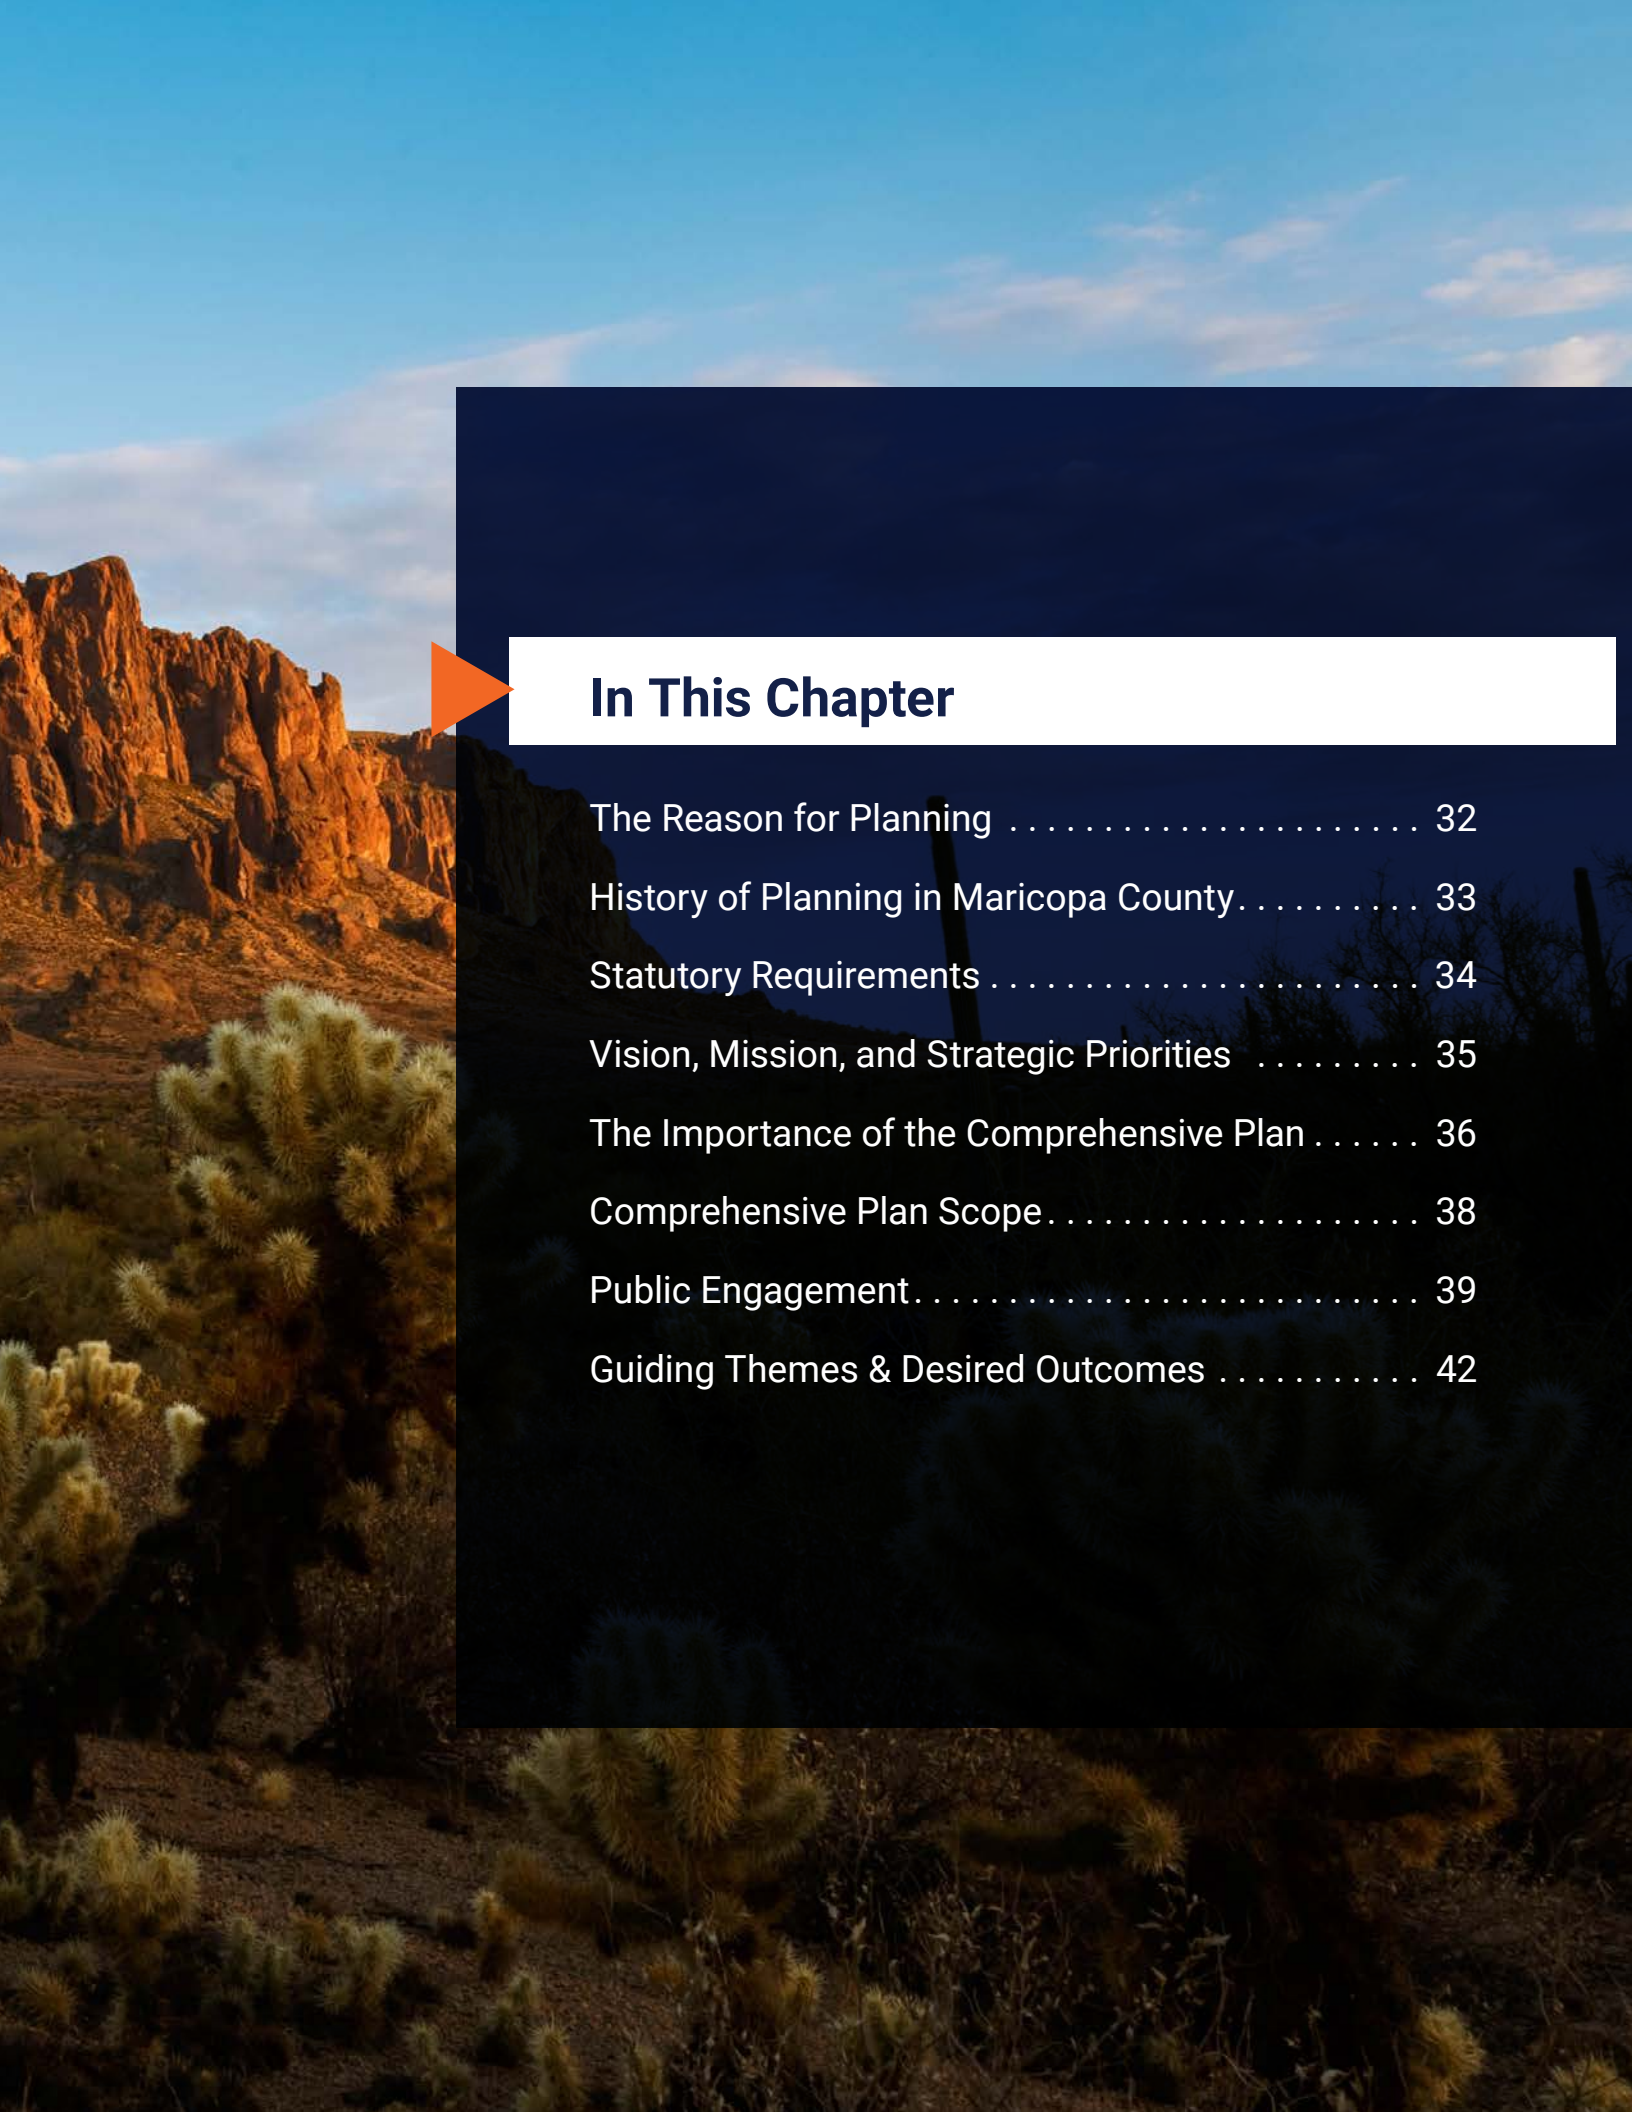 In This Chapter
The Reason for Planning . . . . . . . . . . . . . . . . . . . . . . 32
History of Planning in Maricopa County. . . . . . . . . . 33
Statutory Requirements . . . . . . . . . . . . . . . . . . . . . . . 34
Vision, Mission, and Strategic Priorities . . . . . . . . . 35
The Importance of the Comprehensive Plan . . . . . . 36
Comprehensive Plan Scope. . . . . . . . . . . . . . . . . . . . 38
Public Engagement. . . . . . . . . . . . . . . . . . . . . . . . . . . 39
Guiding Themes & Desired Outcomes . . . . . . . . . . . 42